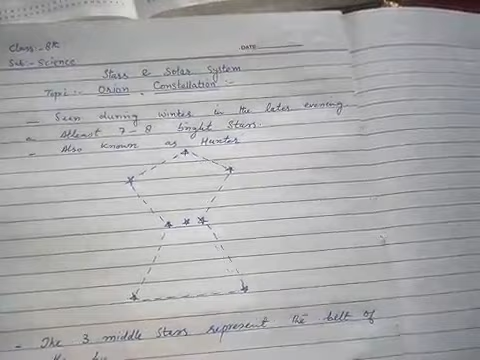 Class:- 8th
DATE
Sub:- Science
Stars & Solar System
Topic:- Orion Constellation :-
Seen during winter in the later evening
Atleast 7-8 bright Stars.
Also known as Hunter
- The 3 middle stars represent the belt of